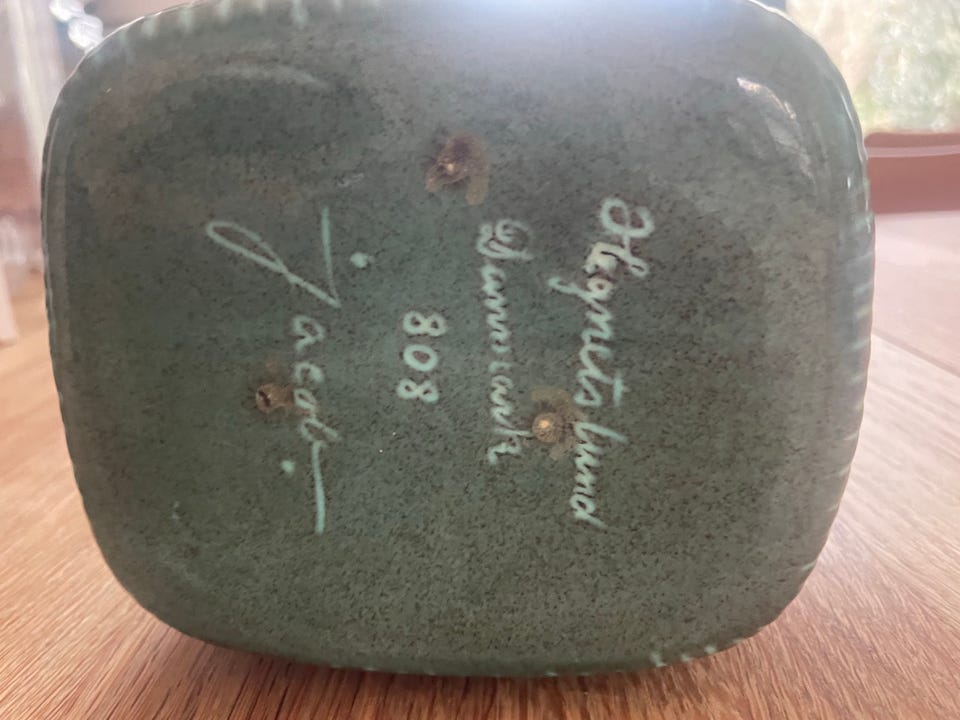 Hegnetslund
Danmark
808
Jacob